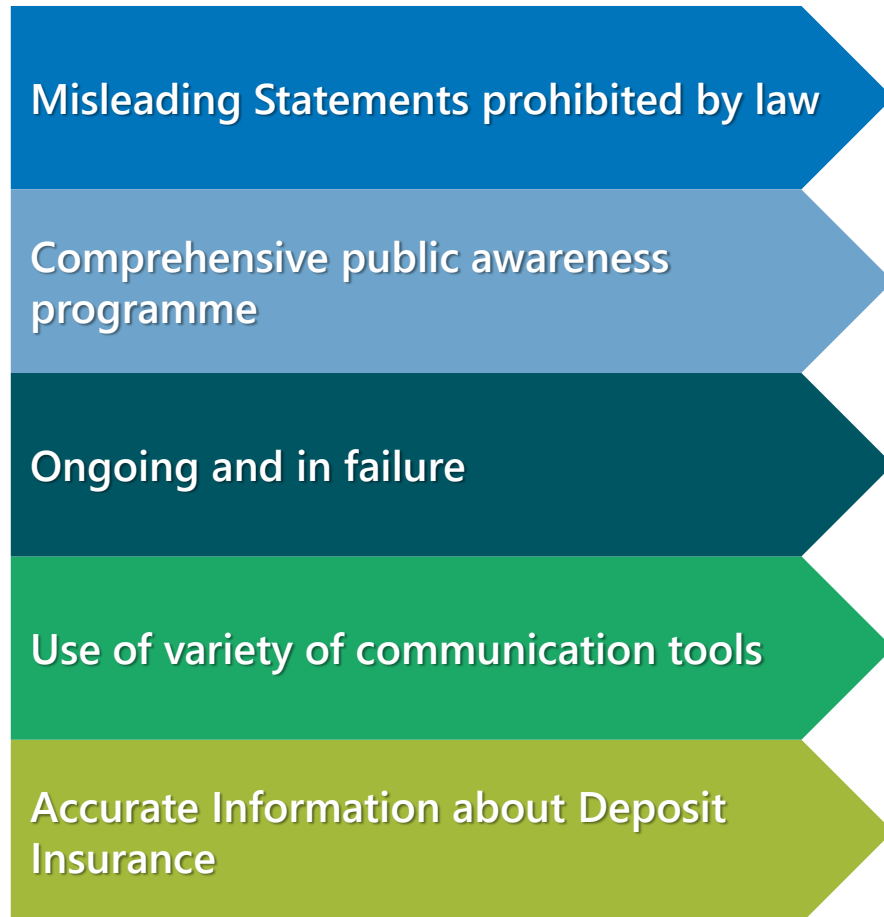 Misleading Statements prohibited by law
Comprehensive public awareness
programme
Ongoing and in failure
Use of variety of communication tools
Accurate Information about Deposit
Insurance